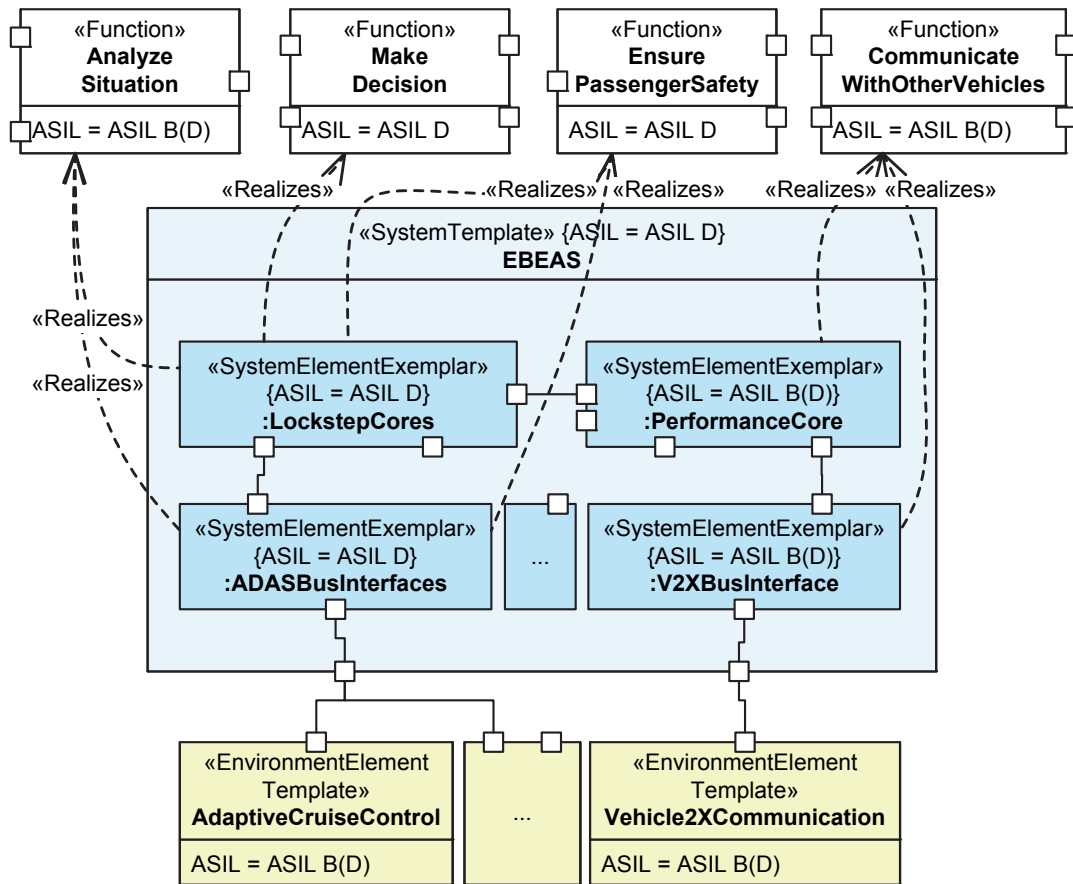 «Function»
Analyze
Situation
ASIL = ASIL B(D)
«Function»
Make
Decision
ASIL = ASIL D
«Function»
Ensure
PassengerSafety
ASIL = ASIL D
«Function»
Communicate
WithOtherVehicles
ASIL = ASIL B(D)
«Realizes»
«Realizes»
«Realizes»
«Realizes»
«Realizes»
«SystemTemplate» {ASIL = ASIL D}
EBEAS
«Realizes»
«Realizes»
«SystemElementExemplar»
{ASIL = ASIL D}
:LockstepCores
«SystemElementExemplar»
{ASIL = ASIL B(D)}
:PerformanceCore
«SystemElementExemplar»
{ASIL = ASIL D}
:ADASBusInterfaces
...
«SystemElementExemplar»
{ASIL = ASIL B(D)}
:V2XBusInterface
«EnvironmentElement
Template»
AdaptiveCruiseControl
ASIL = ASIL B(D)
...
«EnvironmentElement
Template»
Vehicle2XCommunication
ASIL = ASIL B(D)